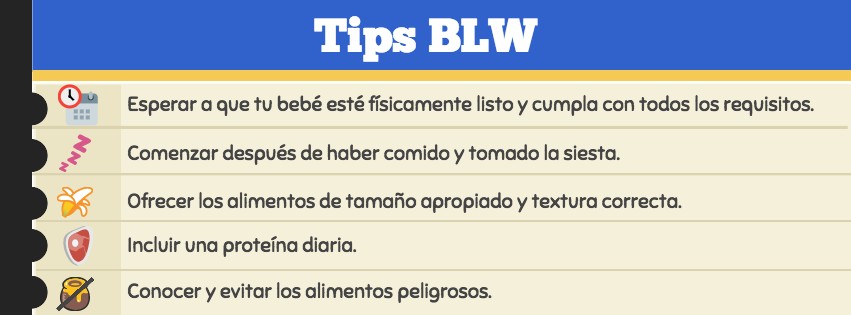 Tips BLW
Esperar a que tu bebé esté físicamente listo y cumpla con todos los requisitos.
Comenzar después de haber comido y tomado la siesta.
Ofrecer los alimentos de tamaño apropiado y textura correcta.
Incluir una proteína diaria.
Conocer y evitar los alimentos peligrosos.